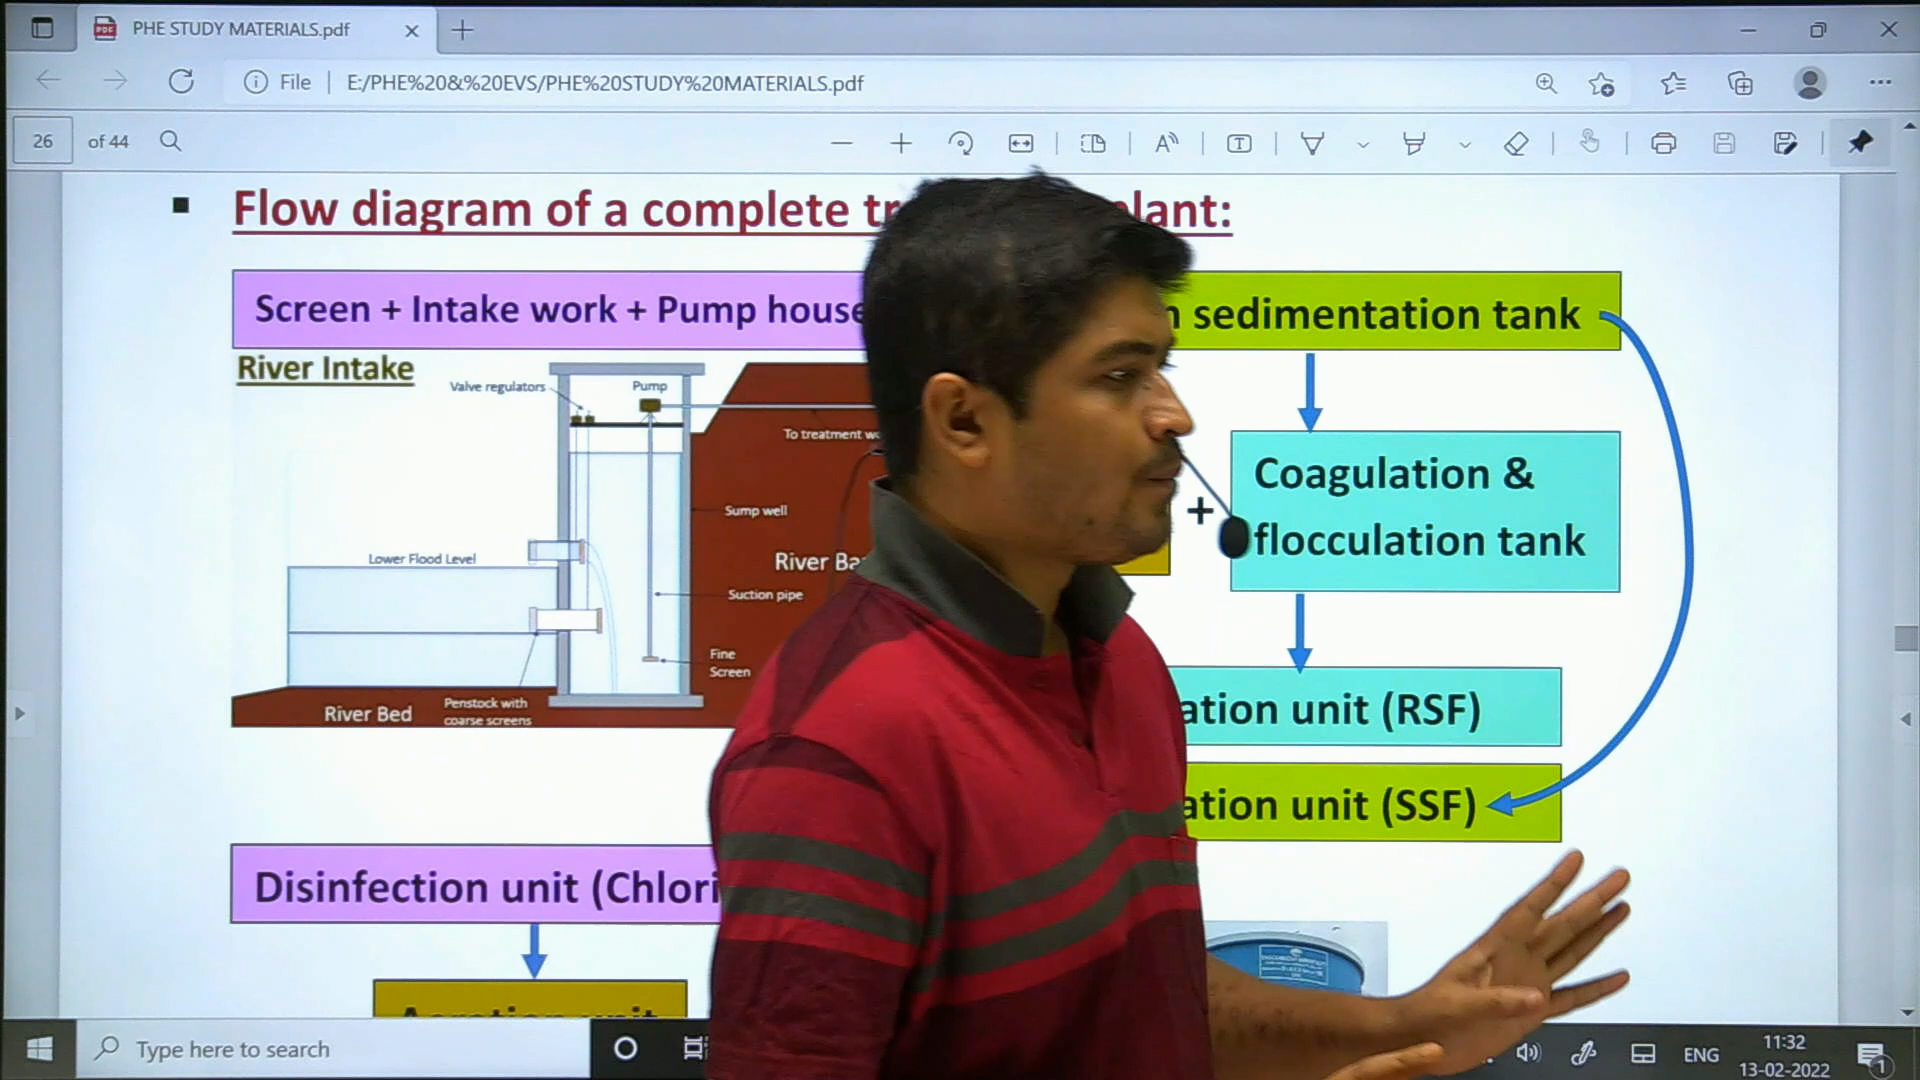 PHE STUDY MATERIALS.pdf
File
E:/PHE%20&%20EVS/PHE%20STUDY%20MATERIALS.pdf
26 of 44
Flow diagram of a complete
lant:
Screen + Intake work + Pump house
sedimentation tank
River Intake
Valve regulators
Pump
To treatment
Coagulation &
+
flocculation tank
Sump well
Lower Flood Level
River
Suction pipe
Fine
Screen
Penstock with
coarse screens
River Bed
ation unit (RSF)
ation unit (SSF)
Disinfection unit (Chlori
Aeration unit
Type here to search
ENG
11:32
13-02-2022
1